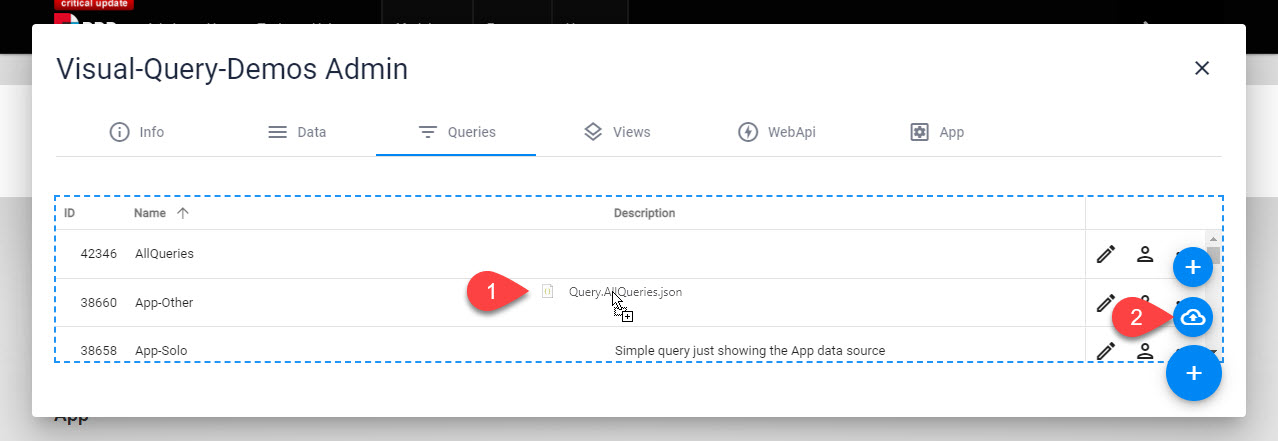 critical update
Visual-Query-Demos Admin
Info
Data
Queries
Views
WebApi
App
ID
Name
Description
42346
AllQueries
1
Query.AllQueries.json
38660
App-Other
2
38658
App-Solo
Simple query just showing the App data source
App